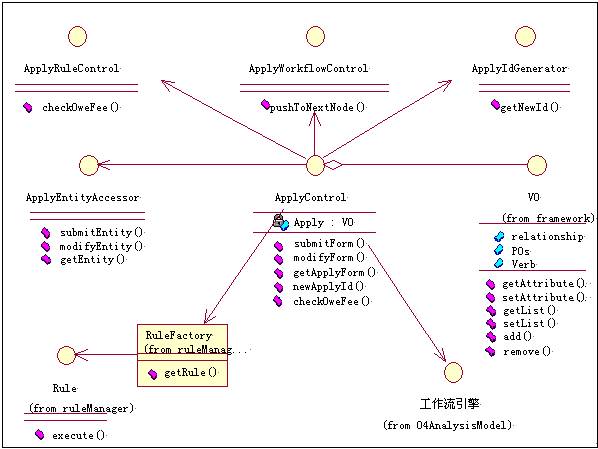 ApplyRuleControl
checkOweFee()
ApplyWorkflowControl
pushToNextNode()
ApplyIdGenerator
getNewId()
ApplyEntityAccessor
submitEntity()
modifyEntity()
getEntity()
ApplyControl
Apply : VO
submitForm()
modifyForm()
getApplyForm()
newApplyId()
checkOweFee()
VO
(from framework)
relationship
POs
Verb
getAttribute()
setAttribute()
getList()
setList()
add()
remove()
RuleFactory
(from ruleManag...
getRule()
Rule
(from ruleManager)
execute()
工作流引擎
(from 04AnalysisModel)